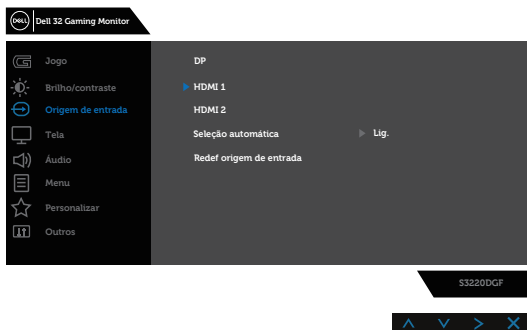 DELL
Dell 32 Gaming Monitor
Jogo
Brilho/contraste
Origem de entrada
Tela
Áudio
Menu
Personalizar
Outros
DP
HDMI 1
HDMI 2
Seleção automática Lig.
Redef origem de entrada
S3220DGF